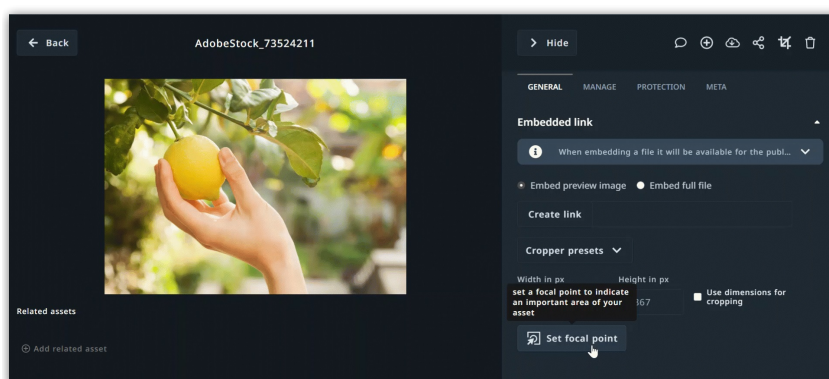 Back
AdobeStock_73524211
Hide
GENERAL MANAGE PROTECTION META
Embedded link
When embedding a file it will be available for the publ...
Embed preview image Embed full file
Create link
Cropper presets
Width in px Height in px
set a focal point to indicate
an important area of your
asset
Use dimensions for
cropping
Set focal point
Related assets
Add related asset